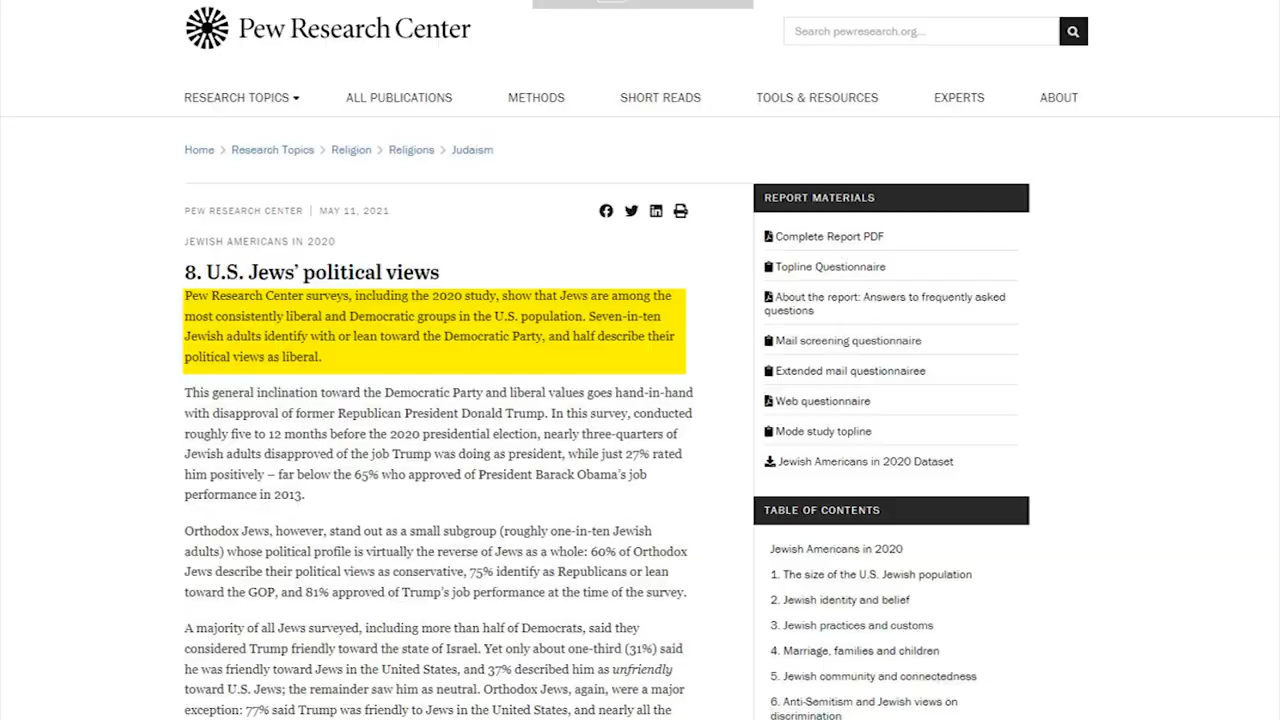 Pew Research Center
Search pewresearch.org...
RESEARCH TOPICS
ALL PUBLICATIONS
METHODS
SHORT READS
TOOLS & RESOURCES
EXPERTS
ABOUT
Home > Research Topics > Religion > Religions > Judaism
PEW RESEARCH CENTER | MAY 11, 2021
JEWISH AMERICANS IN 2020
8. U.S. Jews' political views
Pew Research Center surveys, including the 2020 study, show that Jews are among the
most consistently liberal and Democratic groups in the U.S. population. Seven-in-ten
Jewish adults identify with or lean toward the Democratic Party, and half describe their
political views as liberal.
This general inclination toward the Democratic Party and liberal values goes hand-in-hand
with disapproval of former Republican President Donald Trump. In this survey, conducted
roughly five to 12 months before the 2020 presidential election, nearly three-quarters of
Jewish adults disapproved of the job Trump was doing as president, while just 27% rated
him positively – far below the 65% who approved of President Barack Obama's job
performance in 2013.
Orthodox Jews, however, stand out as a small subgroup (roughly one-in-ten Jewish
adults) whose political profile is virtually the reverse of Jews as a whole: 60% of Orthodox
Jews describe their political views as conservative, 75% identify as Republicans or lean
toward the GOP, and 81% approved of Trump's job performance at the time of the survey.
A majority of all Jews surveyed, including more than half of Democrats, said they
considered Trump friendly toward the state of Israel. Yet only about one-third (31%) said
he was friendly toward Jews in the United States, and 37% described him as unfriendly
toward U.S. Jews; the remainder saw him as neutral. Orthodox Jews, again, were a major
exception: 77% said Trump was friendly to Jews in the United States, and nearly all the
REPORT MATERIALS
Complete Report PDF
Topline Questionnaire
About the report: Answers to frequently asked
questions
Mail screening questionnaire
Extended mail questionnairee
Web questionnaire
Mode study topline
Jewish Americans in 2020 Dataset
TABLE OF CONTENTS
Jewish Americans in 2020
1. The size of the U.S. Jewish population
2. Jewish identity and belief
3. Jewish practices and customs
4. Marriage, families and children
5. Jewish community and connectedness
6. Anti-Semitism and Jewish views on
discrimination